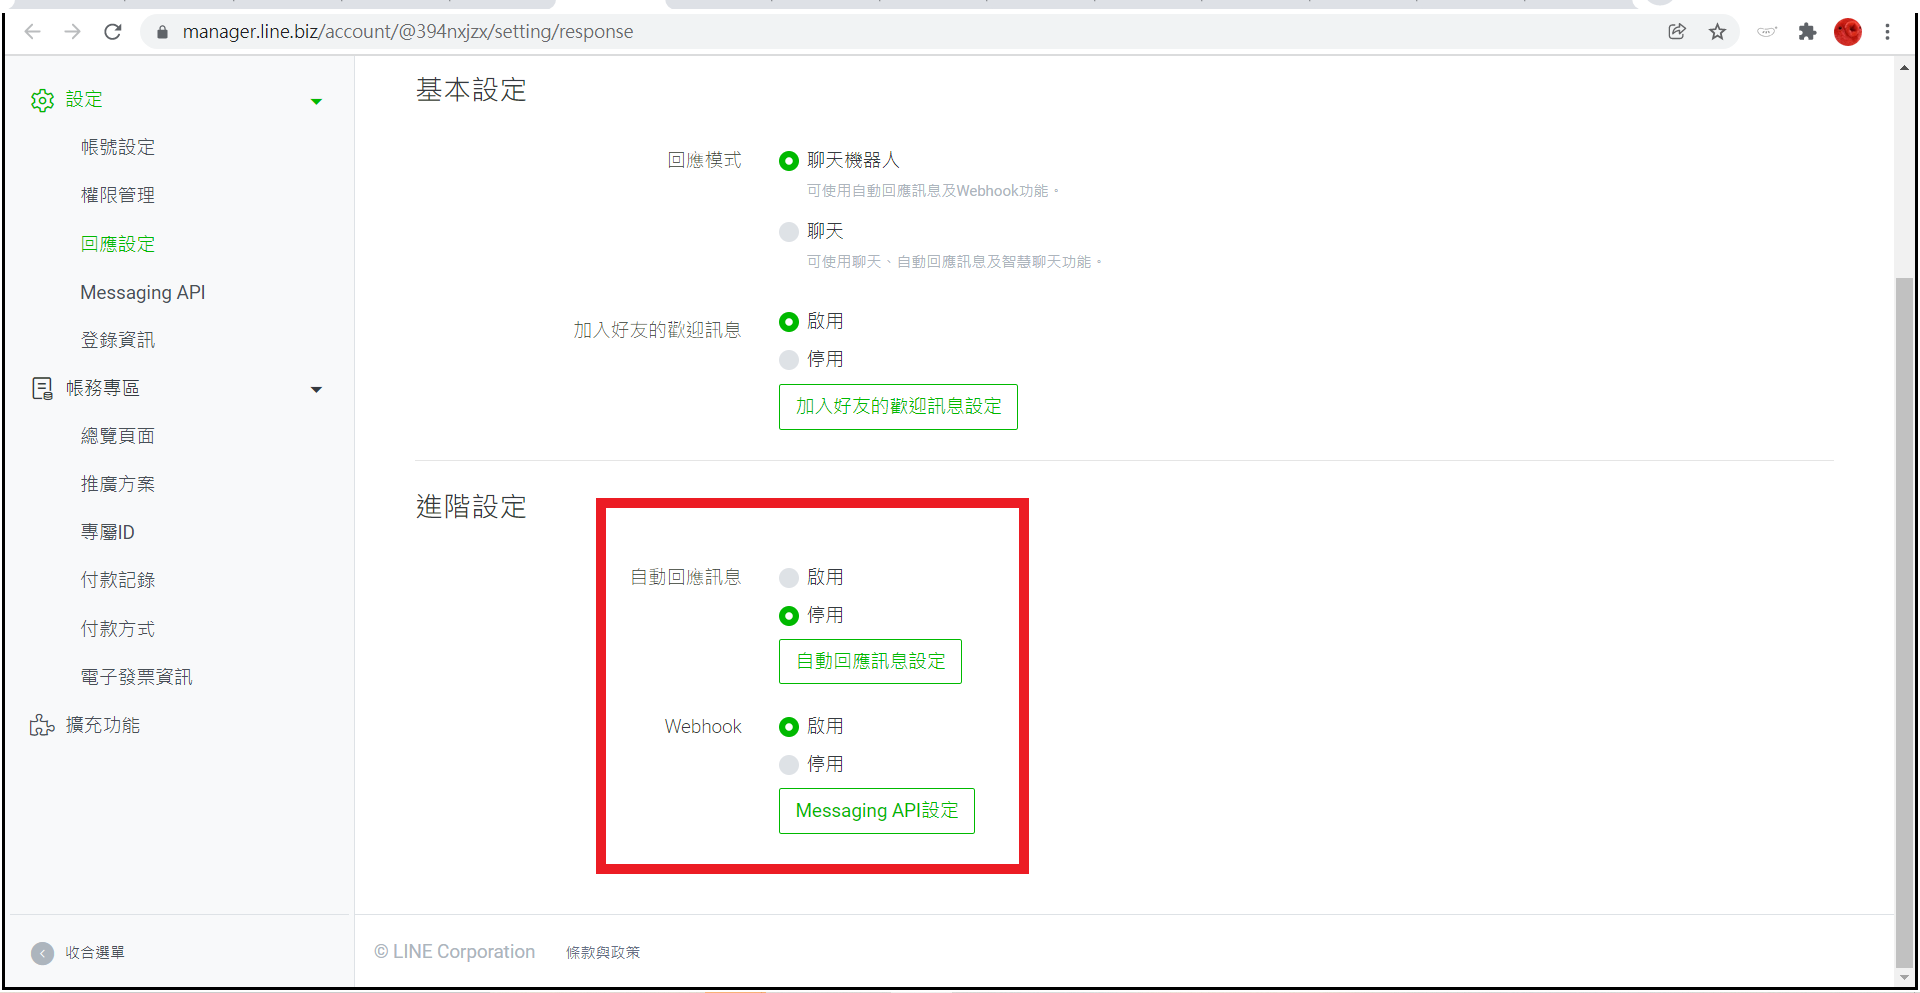 manager.line.biz/account/@394nxjzx/setting/response
設定
帳號設定
權限管理
回應設定
Messaging API
登錄資訊
帳務專區
總覽頁面
推廣方案
專屬ID
付款記錄
付款方式
電子發票資訊
擴充功能
收合選單
基本設定
回應模式
聊天機器人
可使用自動回應訊息及Webhook功能。
聊天
可使用聊天、自動回應訊息及智慧聊天功能。
加入好友的歡迎訊息
啟用
停用
加入好友的歡迎訊息設定
進階設定
自動回應訊息
啟用
停用
自動回應訊息設定
Webhook
啟用
停用
Messaging API設定
© LINE Corporation
條款與政策